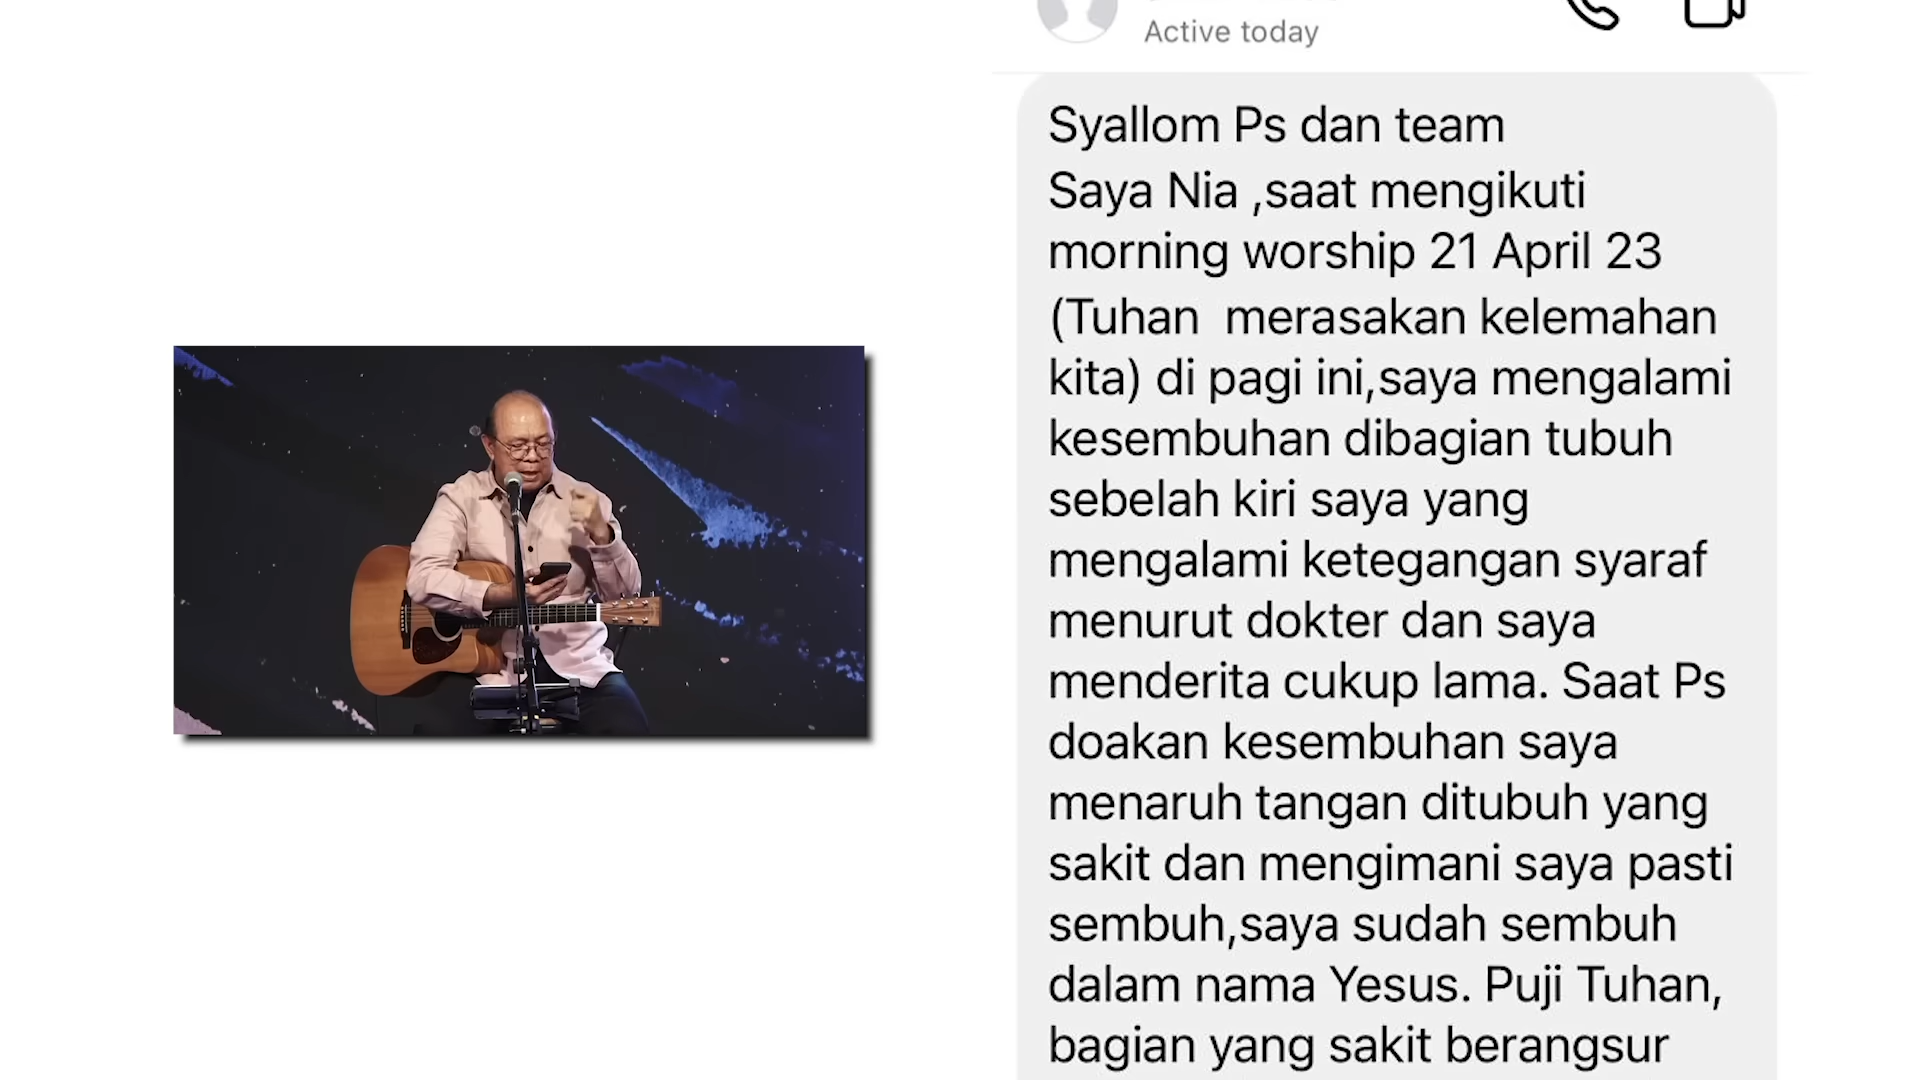 Active today
Syallom Ps dan team
Saya Nia ,saat mengikuti
morning worship 21 April 23
(Tuhan  merasakan kelemahan
kita) di pagi ini,saya mengalami
kesembuhan dibagian tubuh
sebelah kiri saya yang
mengalami ketegangan syaraf
menurut dokter dan saya
menderita cukup lama. Saat Ps
doakan kesembuhan saya
menaruh tangan ditubuh yang
sakit dan mengimani saya pasti
sembuh,saya sudah sembuh
dalam nama Yesus. Puji Tuhan,
bagian yang sakit berangsur